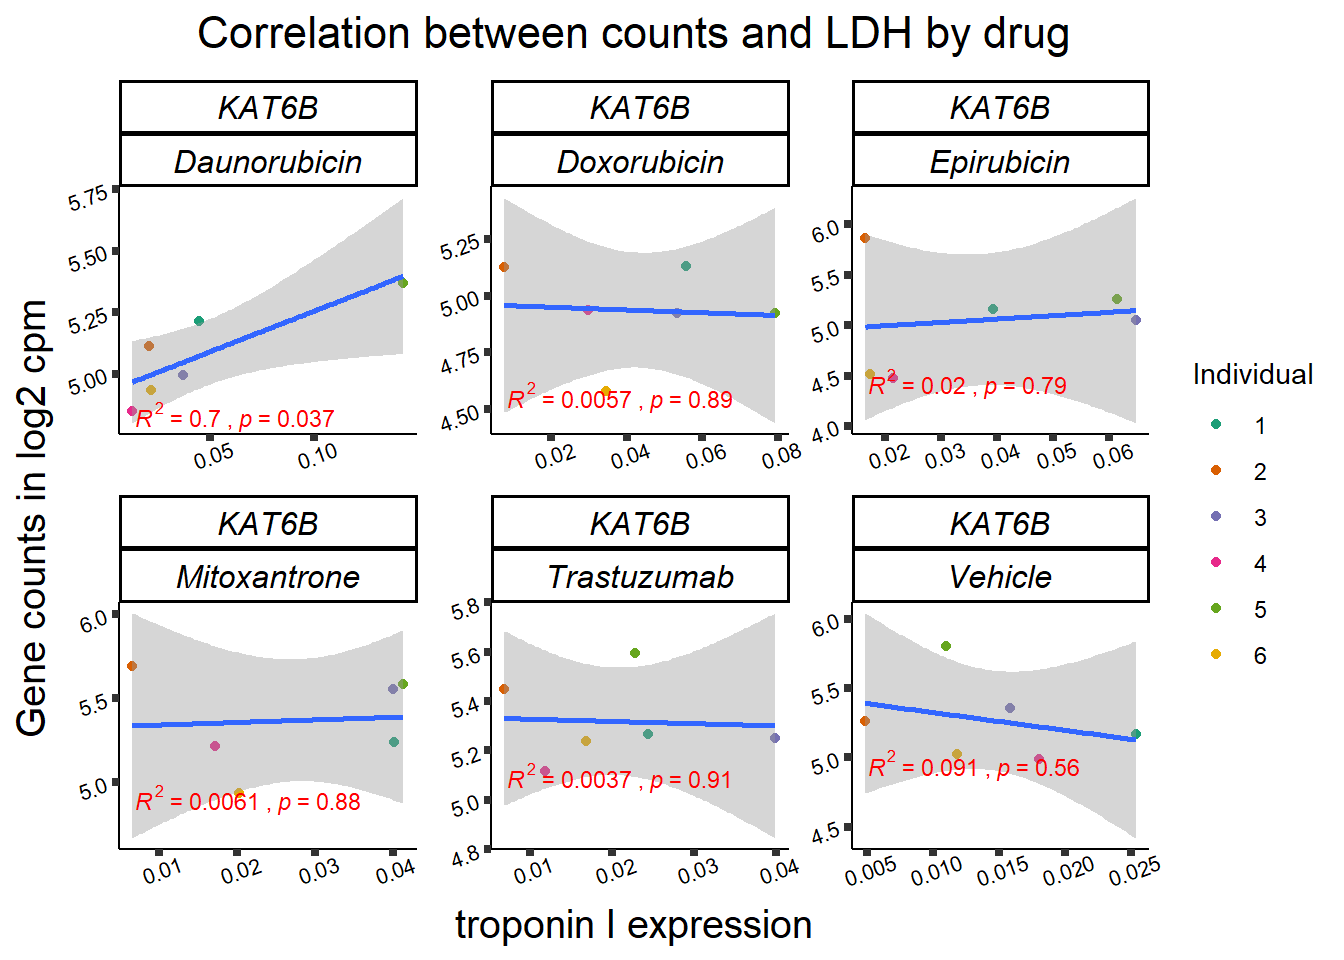 Correlation between counts and LDH by drug
KAT6B
Daunorubicin
5.75
5.50
5.25
5.00
R2 = 0.7 , p = 0.037
0.05
0.10
KAT6B
Doxorubicin
5.25
5.00
4.75
4.50
R2 = 0.0057 , p = 0.89
0.02
0.04
0.06
0.08
KAT6B
Epirubicin
6.0
5.5
5.0
4.5
4.0
R2 = 0.02 , p = 0.79
0.02
0.03
0.04
0.05
0.06
KAT6B
Mitoxantrone
6.0
5.5
5.0
R2 = 0.0061 , p = 0.88
0.01
0.02
0.03
0.04
KAT6B
Trastuzumab
5.8
5.6
5.4
5.2
5.0
4.8
R2 = 0.0037 , p = 0.91
0.01
0.02
0.03
0.04
KAT6B
Vehicle
6.0
5.5
5.0
4.5
R2 = 0.091 , p = 0.56
0.005
0.010
0.015
0.020
0.025
Gene counts in log2 cpm
troponin I expression
Individual
1
2
3
4
5
6